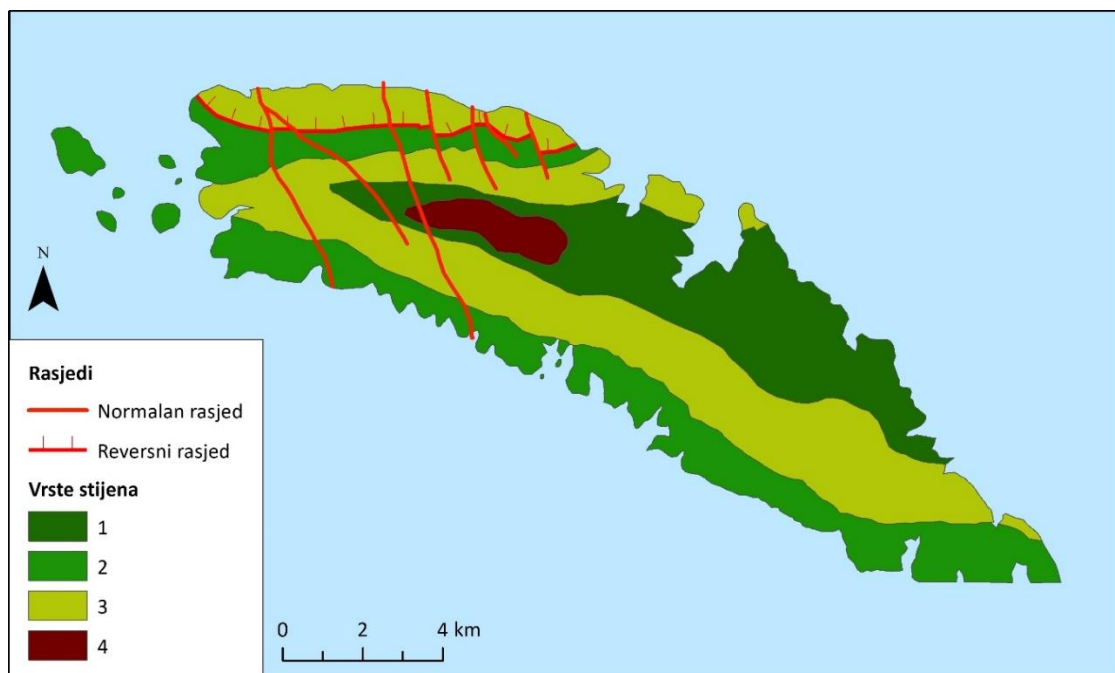 N
Rasjedi
Normalan rasjed
Reversni rasjed
Vrste stijena
1
2
3
4
0 2 4 km